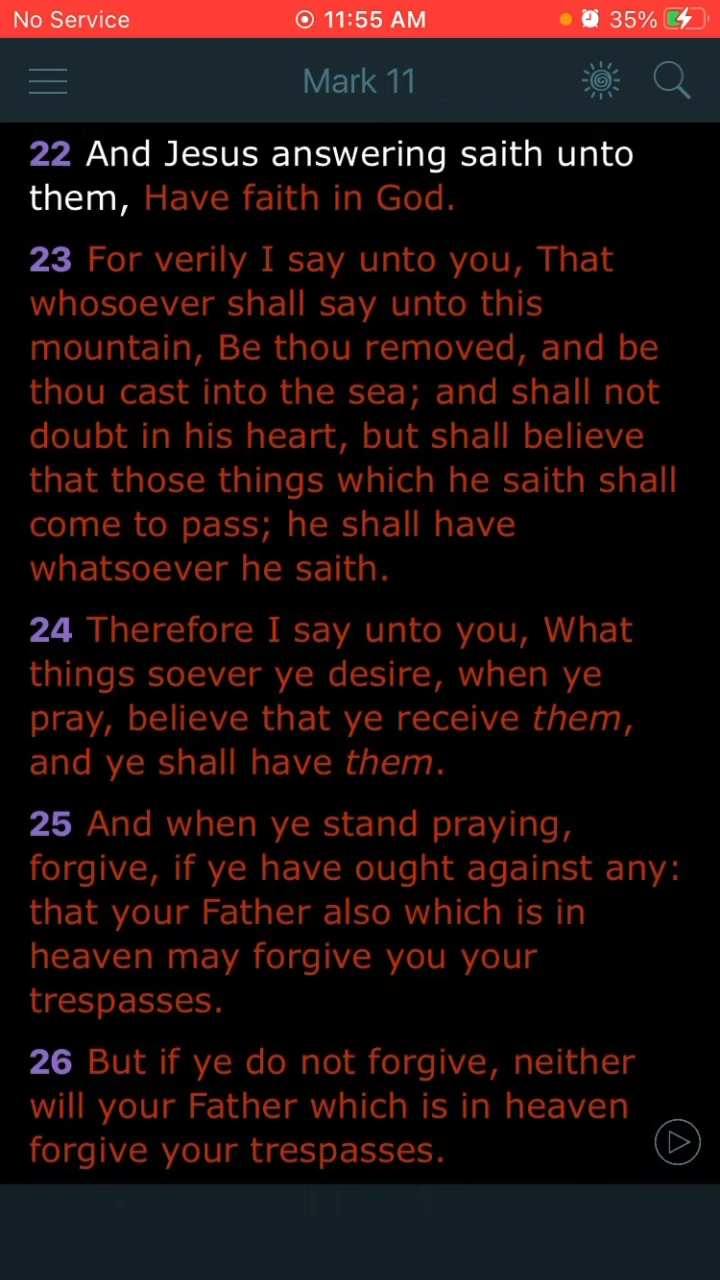 No Service 11:55 AM 35%
Mark 11
22 And Jesus answering saith unto
them, Have faith in God.
23 For verily I say unto you, That
whosoever shall say unto this
mountain, Be thou removed, and be
thou cast into the sea; and shall not
doubt in his heart, but shall believe
that those things which he saith shall
come to pass; he shall have
whatsoever he saith.
24 Therefore I say unto you, What
things soever ye desire, when ye
pray, believe that ye receive them,
and ye shall have them.
25 And when ye stand praying,
forgive, if ye have ought against any:
that your Father also which is in
heaven may forgive you your
trespasses.
26 But if ye do not forgive, neither
will your Father which is in heaven
forgive your trespasses.